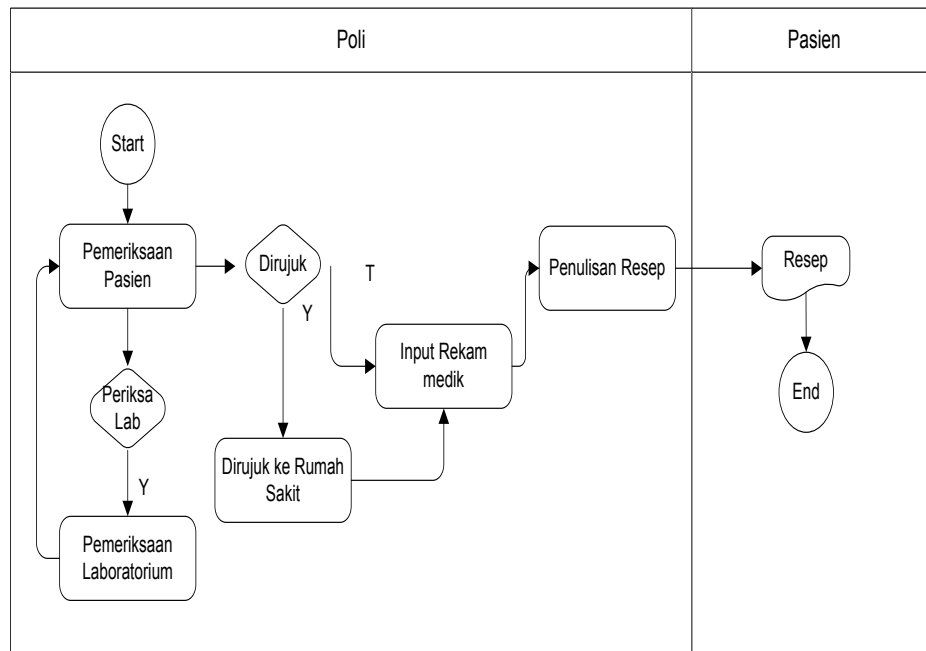 Poli
Pasien
Start
Pemeriksaan
Pasien
Periksa
Lab
Y
Pemeriksaan
Laboratorium
Dirujuk
T
Y
Dirujuk ke Rumah
Sakit
Input Rekam
medik
Penulisan Resep
Resep
End